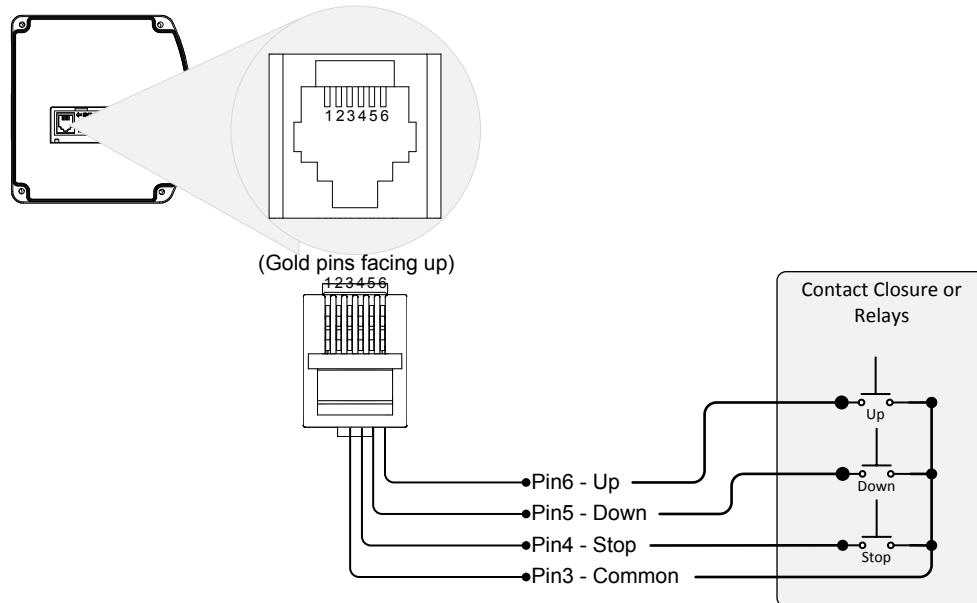 123456
(Gold pins facing up)
123456
Contact Closure or
Relays
Up
Down
Stop
Pin6 - Up
Pin5 - Down
Pin4 - Stop
Pin3 - Common